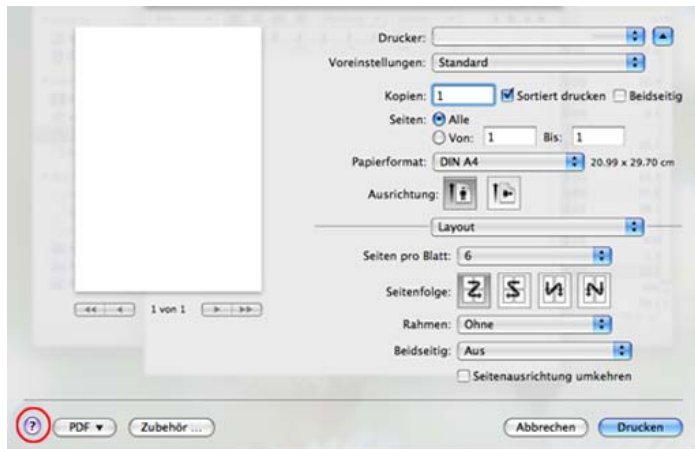 Drucker:
Voreinstellungen: Standard
Kopien: 1 Sortiert drucken Beidseitig
Seiten: Alle
Von: 1 Bis: 1
Papierformat: DIN A4 20.99 x 29.70 cm
Ausrichtung:
Layout
Seiten pro Blatt: 6
Seitenfolge:
1 von 1
Rahmen: Ohne
Beidseitig: Aus
Seitenausrichtung umkehren
? PDF Zubehör ... Abbrechen Drucken